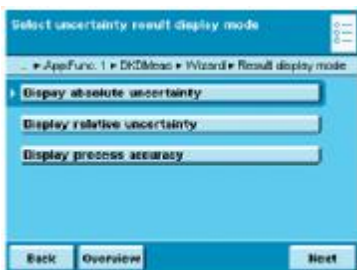 Select uncertainty result display mode
... ▸ AppFunc. 1 ▸ DKDMeas ▸ Wizard ▸ Result display mode
Dispay absolute uncertainty
Display relative uncertainty
Display process accuracy
Back Overview Next